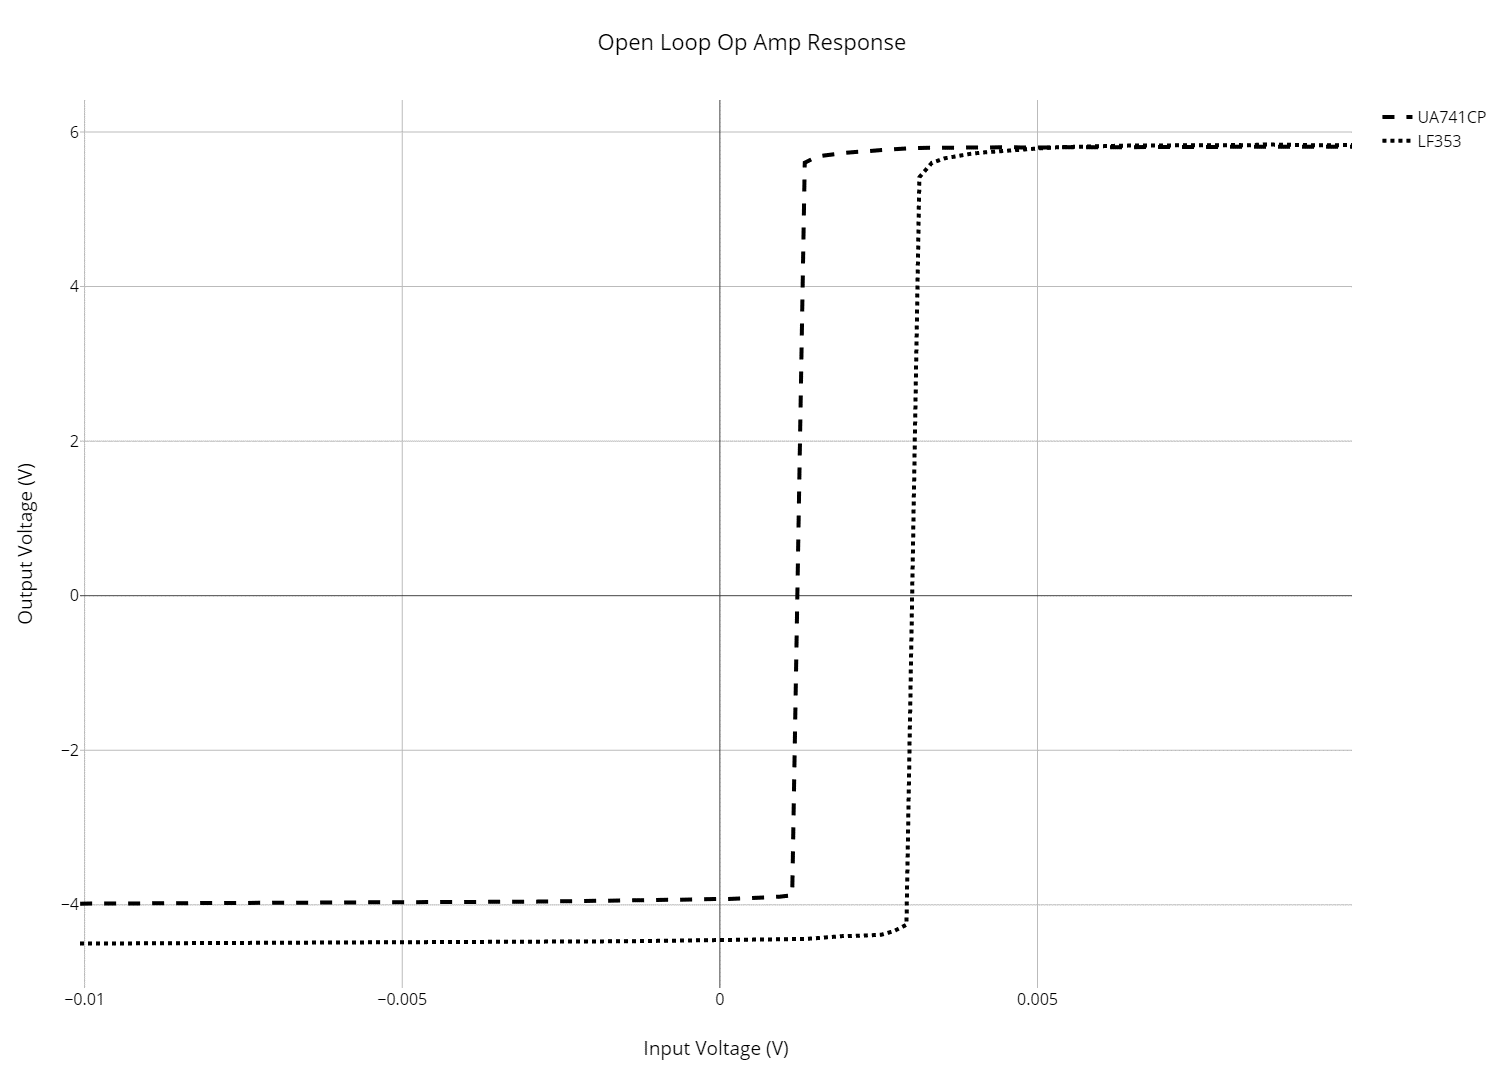 Open Loop Op Amp Response
UA741CP
LF353
6
4
2
0
−2
−4
Output Voltage (V)
−0.01
−0.005
0
0.005
Input Voltage (V)